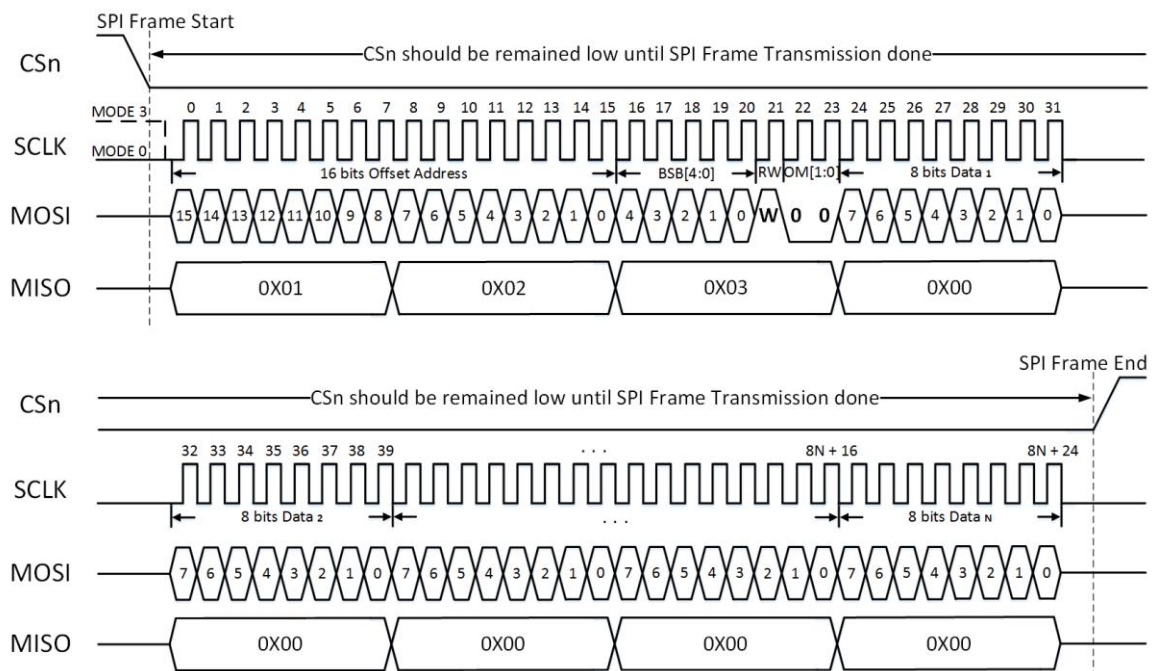 SPI Frame Start
CSn
CSn should be remained low until SPI Frame Transmission done
0 1 2 3 4 5 6 7 8 9 10 11 12 13 14 15 16 17 18 19 20 21 22 23 24 25 26 27 28 29 30 31
MODE 3
SCLK
MODE 0
16 bits Offset Address BSB[4:0] RW OM[1:0] 8 bits Data 1
MOSI 15 14 13 12 11 10 9 8 7 6 5 4 3 2 1 0 4 3 2 1 0 W 0 0 7 6 5 4 3 2 1 0
MISO 0X01 0X02 0X03 0X00
SPI Frame End
CSn
CSn should be remained low until SPI Frame Transmission done
32 33 34 35 36 37 38 39 . . . 8N + 16 8N + 24
SCLK
8 bits Data 2 . . . 8 bits Data N
MOSI 7 6 5 4 3 2 1 0 7 6 5 4 3 2 1 0 7 6 5 4 3 2 1 0 7 6 5 4 3 2 1 0
MISO 0X00 0X00 0X00 0X00